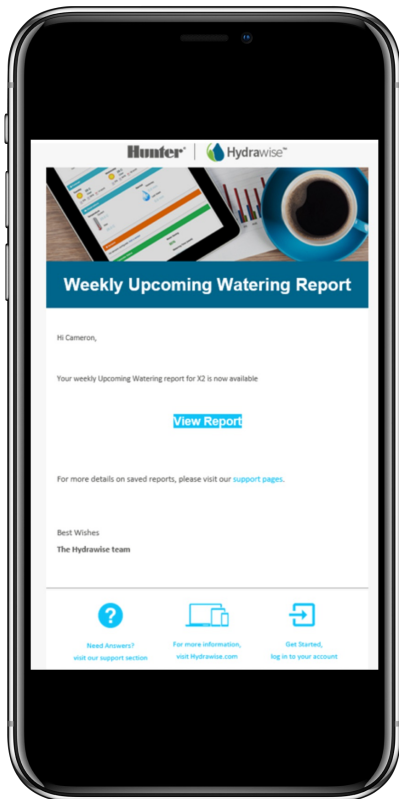 Hunter® | Hydrawise™
Weekly Upcoming Watering Report
Hi Cameron,
Your weekly Upcoming Watering report for X2 is now available
View Report
For more details on saved reports, please visit our support pages.
Best Wishes
The Hydrawise team
Need Answers?
visit our support section
For more information,
visit Hydrawise.com
Get Started,
log in to your account